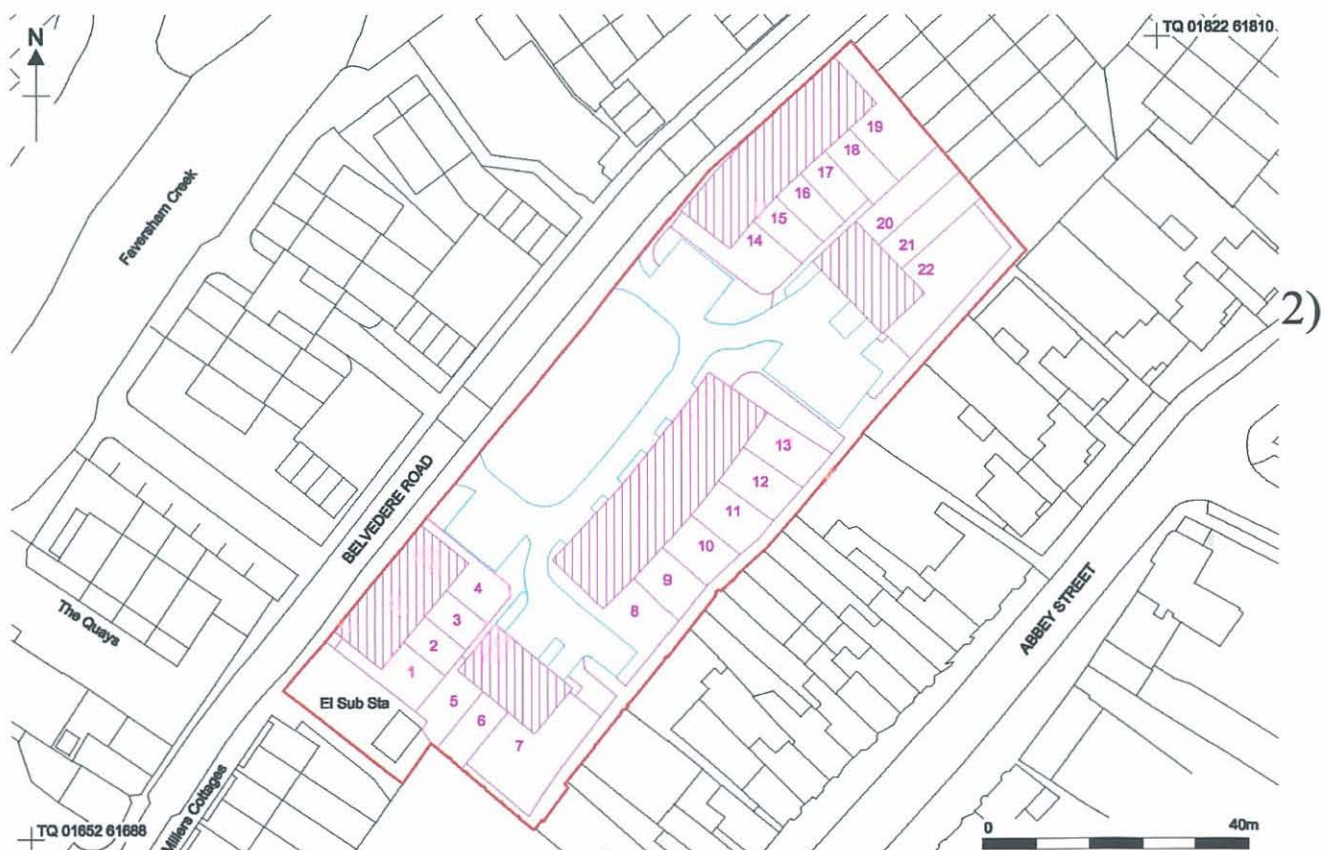 N
TQ 01822 61810
Faversham Creek
19
18
17
16
15
14
20
21
22
2)
13
12
11
10
9
8
BELVEDERE ROAD
4
3
2
1
The Quays
El Sub Sta
5
6
7
ABBEY STREET
Millers Cottages
TQ 01652 61688
0 40m